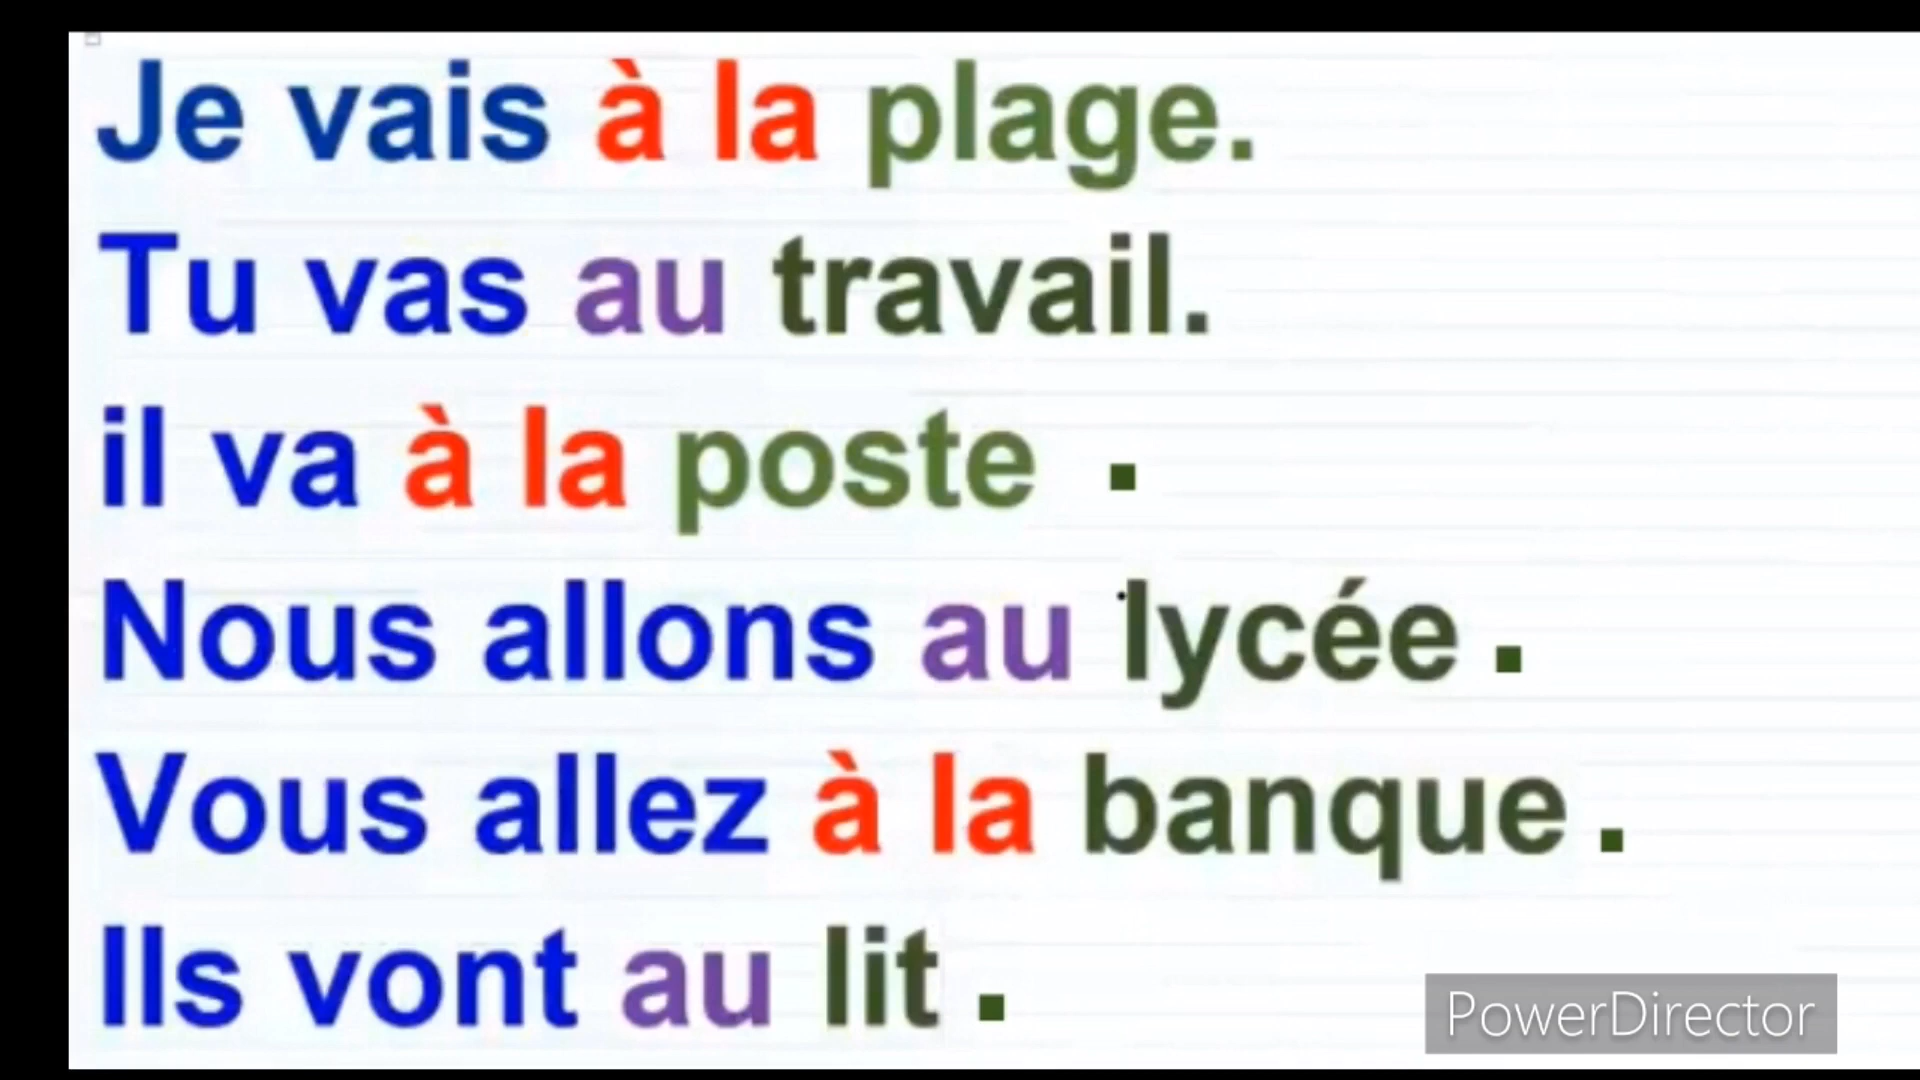 Je vais à la plage.
Tu vas au travail.
il va à la poste .
Nous allons au lycée .
Vous allez à la banque .
Ils vont au lit .
PowerDirector